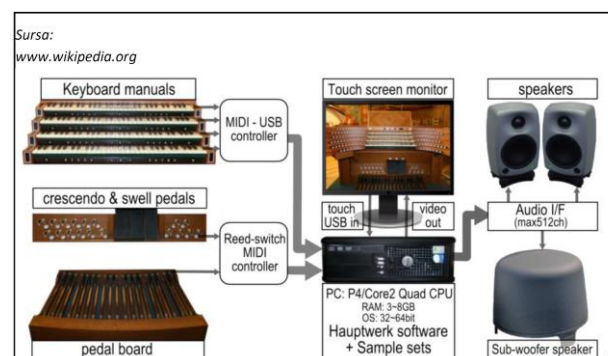 Sursa:
www.wikipedia.org
Keyboard manuals
MIDI - USB
controller
crescendo & swell pedals
Reed-switch
MIDI
controller
pedal board
Touch screen monitor
touch
USB in
video
out
PC: P4/Core2 Quad CPU
RAM: 3~8GB
OS: 32~64bit
Hauptwerk software
+ Sample sets
speakers
Audio I/F
(max512ch)
Sub-woofer speaker